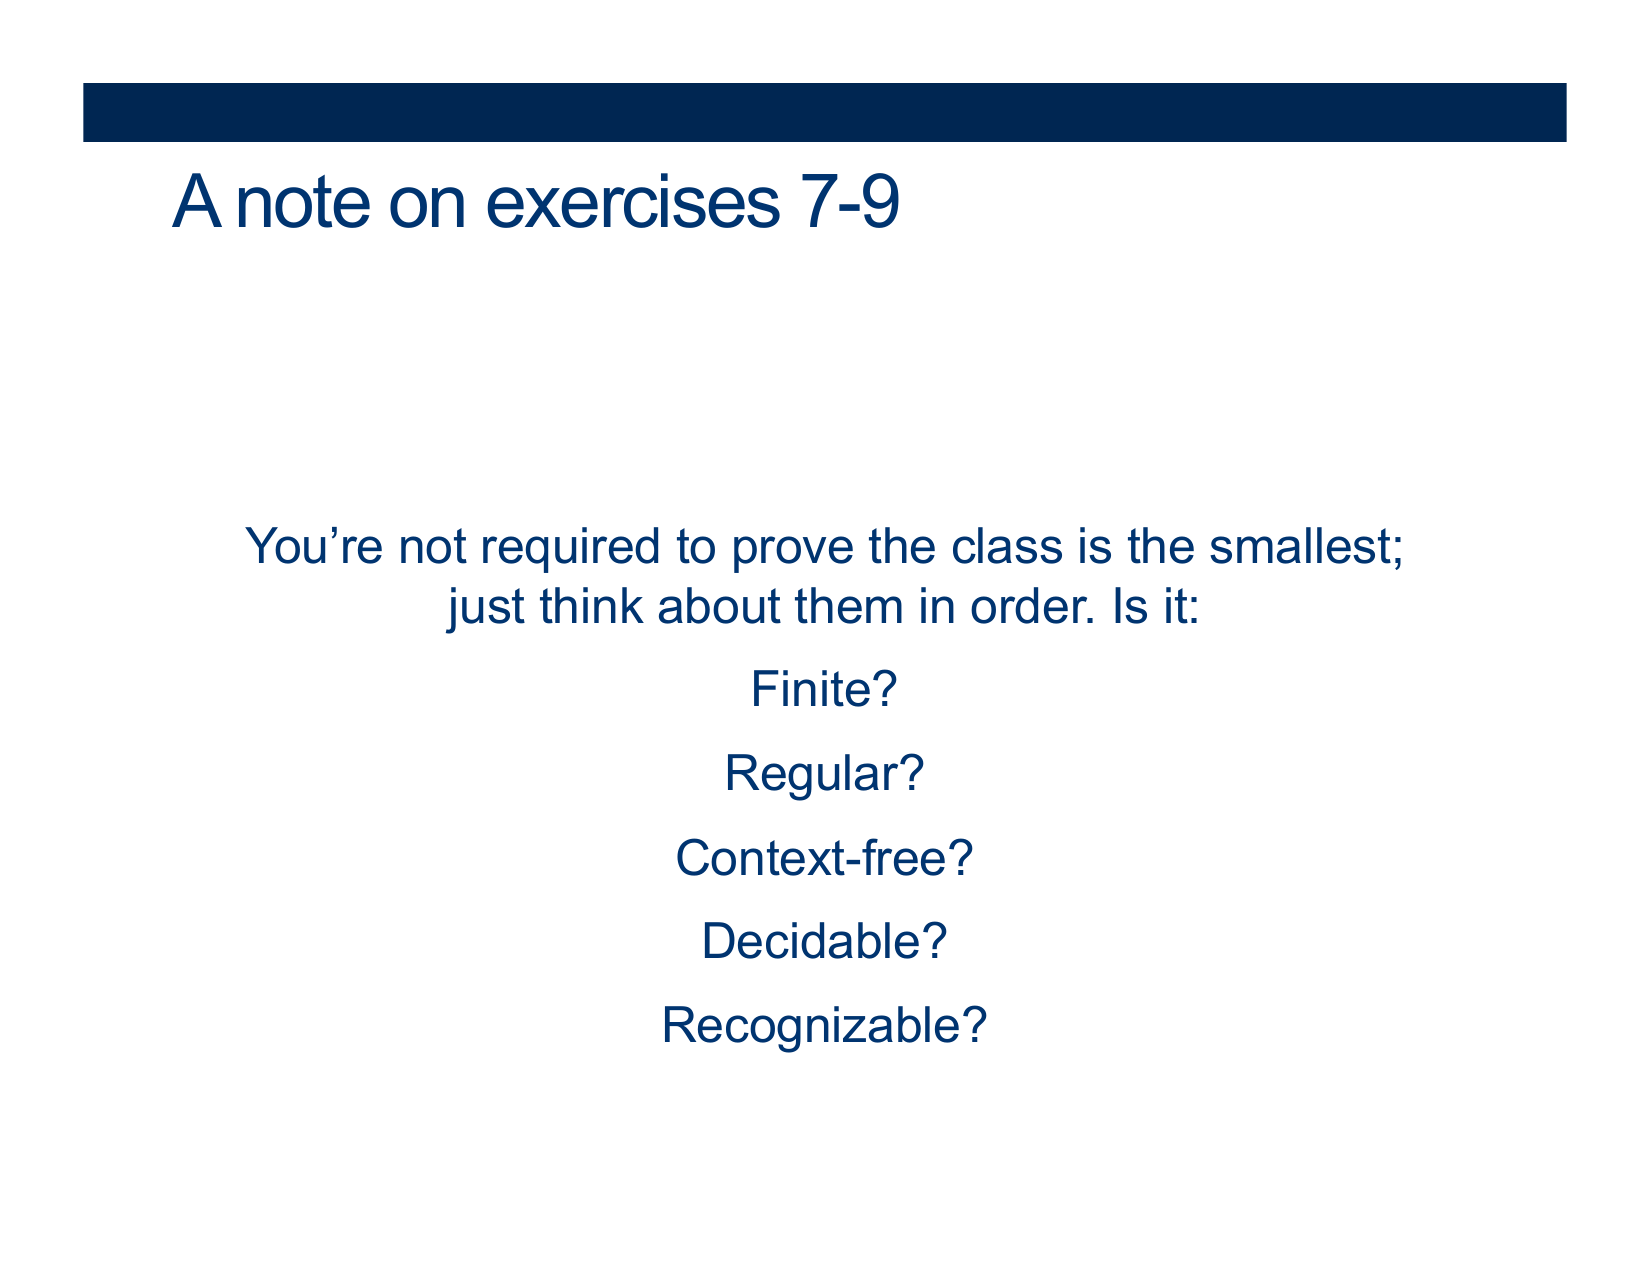 A note on exercises 7-9
You’re not required to prove the class is the smallest;
just think about them in order. Is it:
Finite?
Regular?
Context-free?
Decidable?
Recognizable?